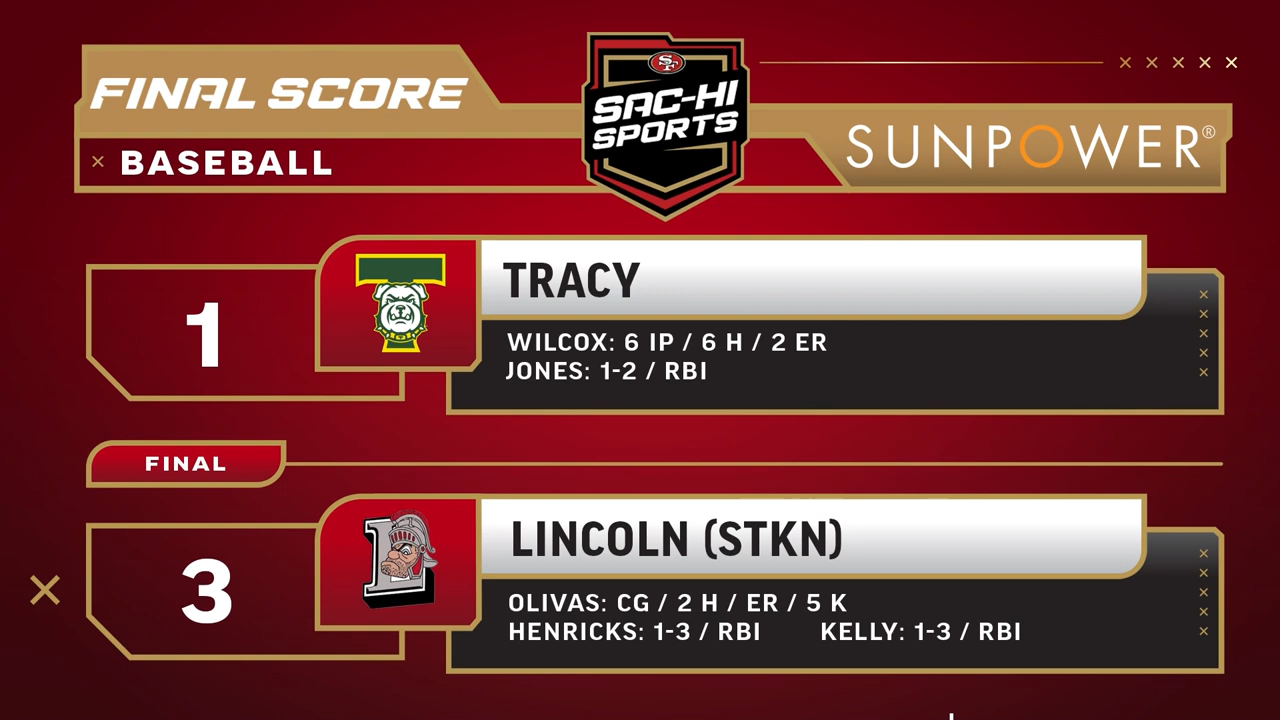 FINAL SCORE
BASEBALL
SF
SAC-HI
SPORTS
SUNPOWER®
1
TRACY
WILCOX: 6 IP / 6 H / 2 ER
JONES: 1-2 / RBI
FINAL
3
LINCOLN (STKN)
OLIVAS: CG / 2 H / ER / 5 K
HENRICKS: 1-3 / RBI KELLY: 1-3 / RBI